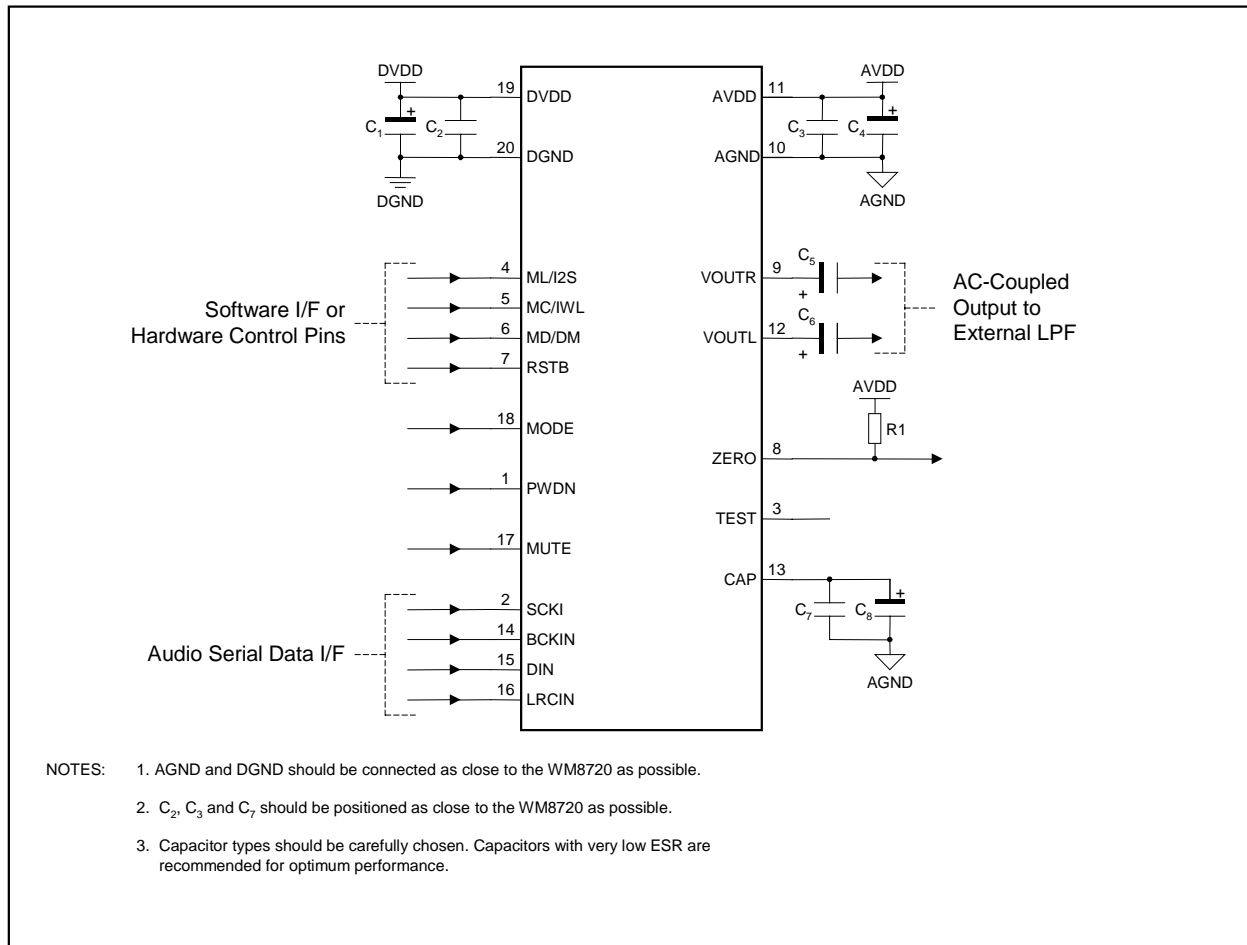 DVDD
19
DVDD
+
C1
C2
20
DGND
DGND
AVDD
11
AVDD
+
C3
C4
10
AGND
AGND
Software I/F or
Hardware Control Pins
4
ML/I2S
5
MC/IWL
6
MD/DM
7
RSTB
18
MODE
1
PWDN
17
MUTE
Audio Serial Data I/F
2
SCKI
14
BCKIN
15
DIN
16
LRCIN
VOUTR
9
C5
+
VOUTL
12
C6
+
AC-Coupled
Output to
External LPF
AVDD
R1
ZERO
8
TEST
3
CAP
13
+
C7
C8
AGND
NOTES:
1. AGND and DGND should be connected as close to the WM8720 as possible.
2. C2, C3 and C7 should be positioned as close to the WM8720 as possible.
3. Capacitor types should be carefully chosen. Capacitors with very low ESR are
recommended for optimum performance.